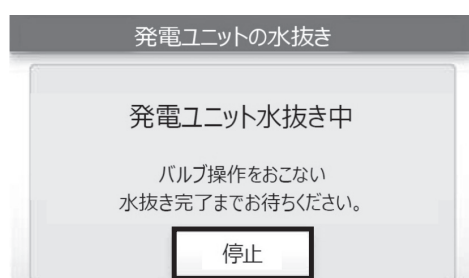 発電ユニットの水抜き
発電ユニット水抜き中
バルブ操作をおこない
水抜き完了までお待ちください。
停止